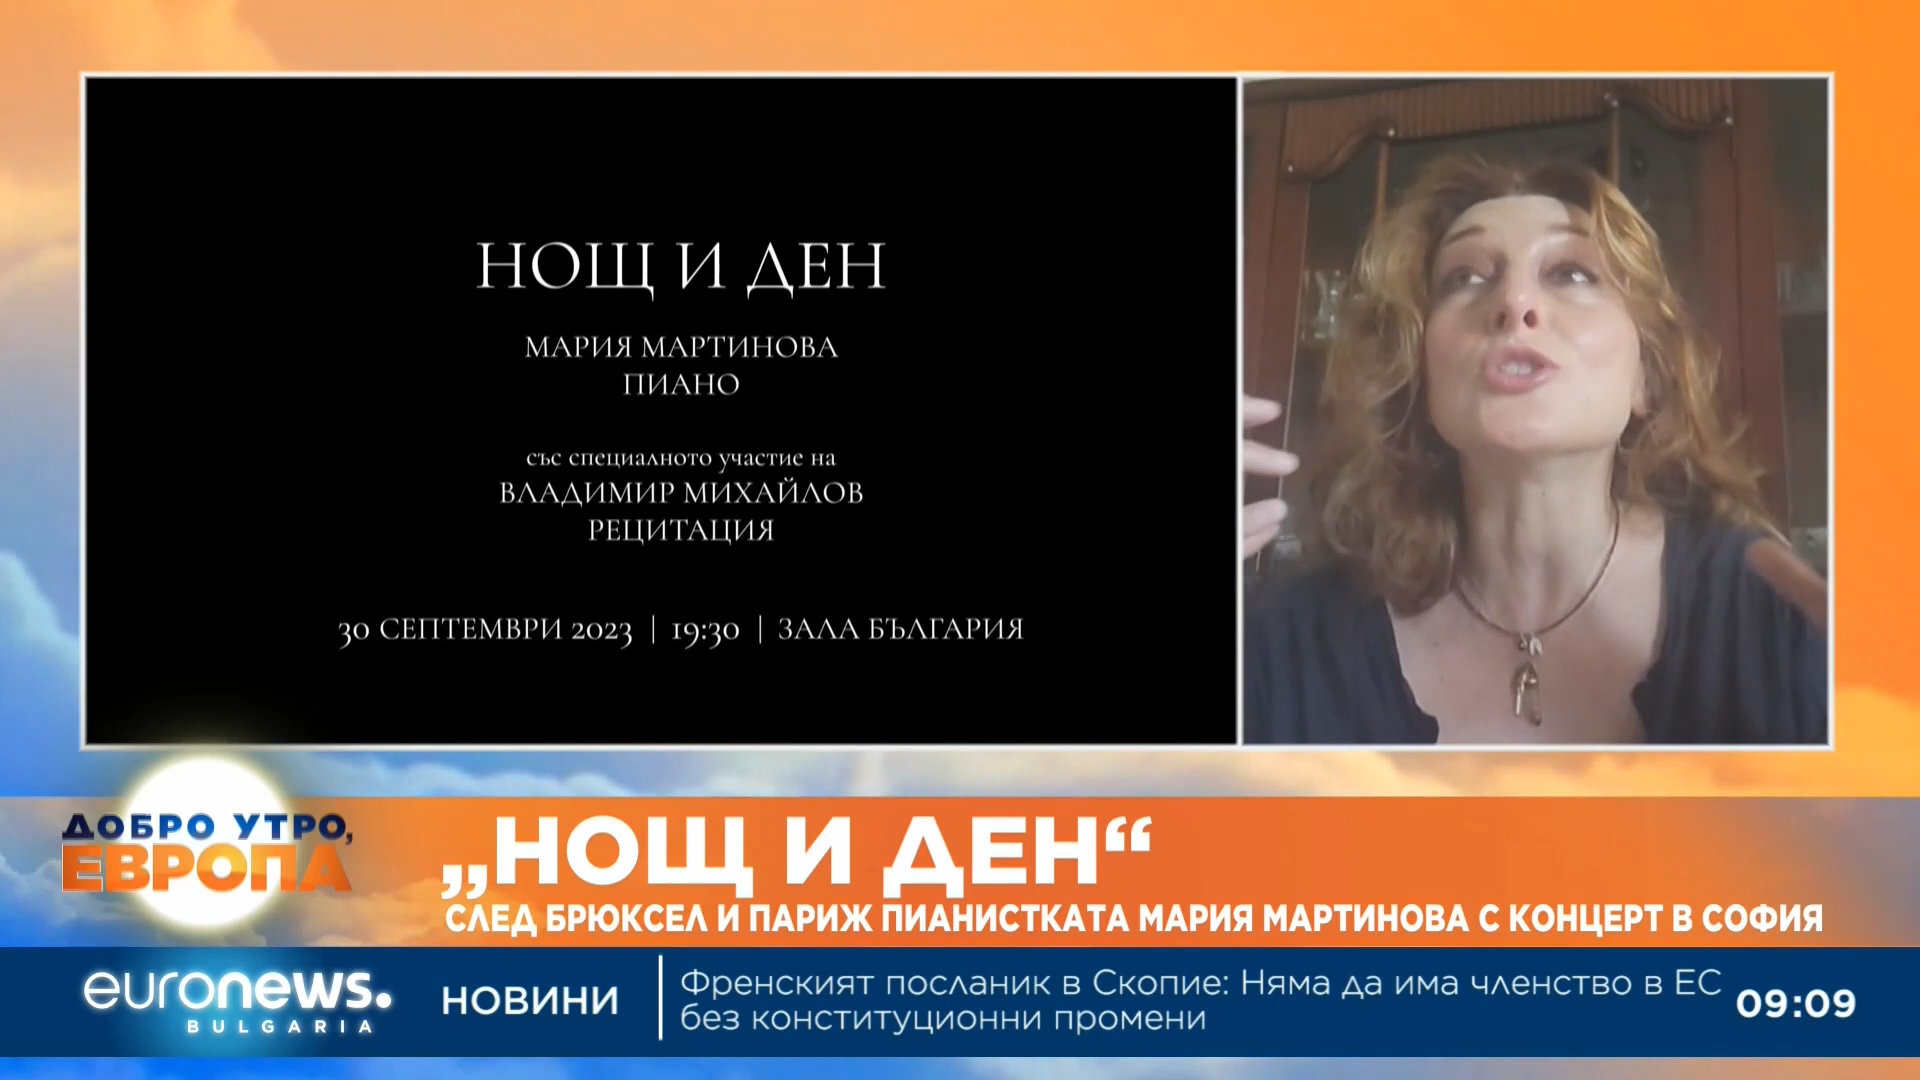 НОЩ И ДЕН
МАРИЯ МАРТИНОВА
ПИАНО
със специалното участие на
ВЛАДИМИР МИХАЙЛОВ
РЕЦИТАЦИЯ
30 СЕПТЕМВРИ 2023 | 19:30 | ЗАЛА БЪЛГАРИЯ
ДОБРО УТРО,
ЕВРОПА
„НОЩ И ДЕН“
СЛЕД БРЮКСЕЛ И ПАРИЖ ПИАНИСТКАТА МАРИЯ МАРТИНОВА С КОНЦЕРТ В СОФИЯ
euronews.
BULGARIA
НОВИНИ
Френският посланик в Скопие: Няма да има членство в ЕС
без конституционни промени
09:09